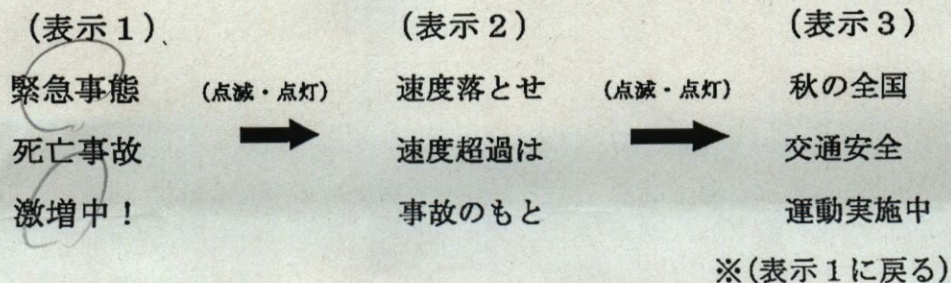 (表示1) (表示2) (表示3)
緊急事態 (点滅・点灯) 速度落とせ (点滅・点灯) 秋の全国
死亡事故 速度超過は 交通安全
激増中! 事故のもと 運動実施中
※(表示1に戻る)